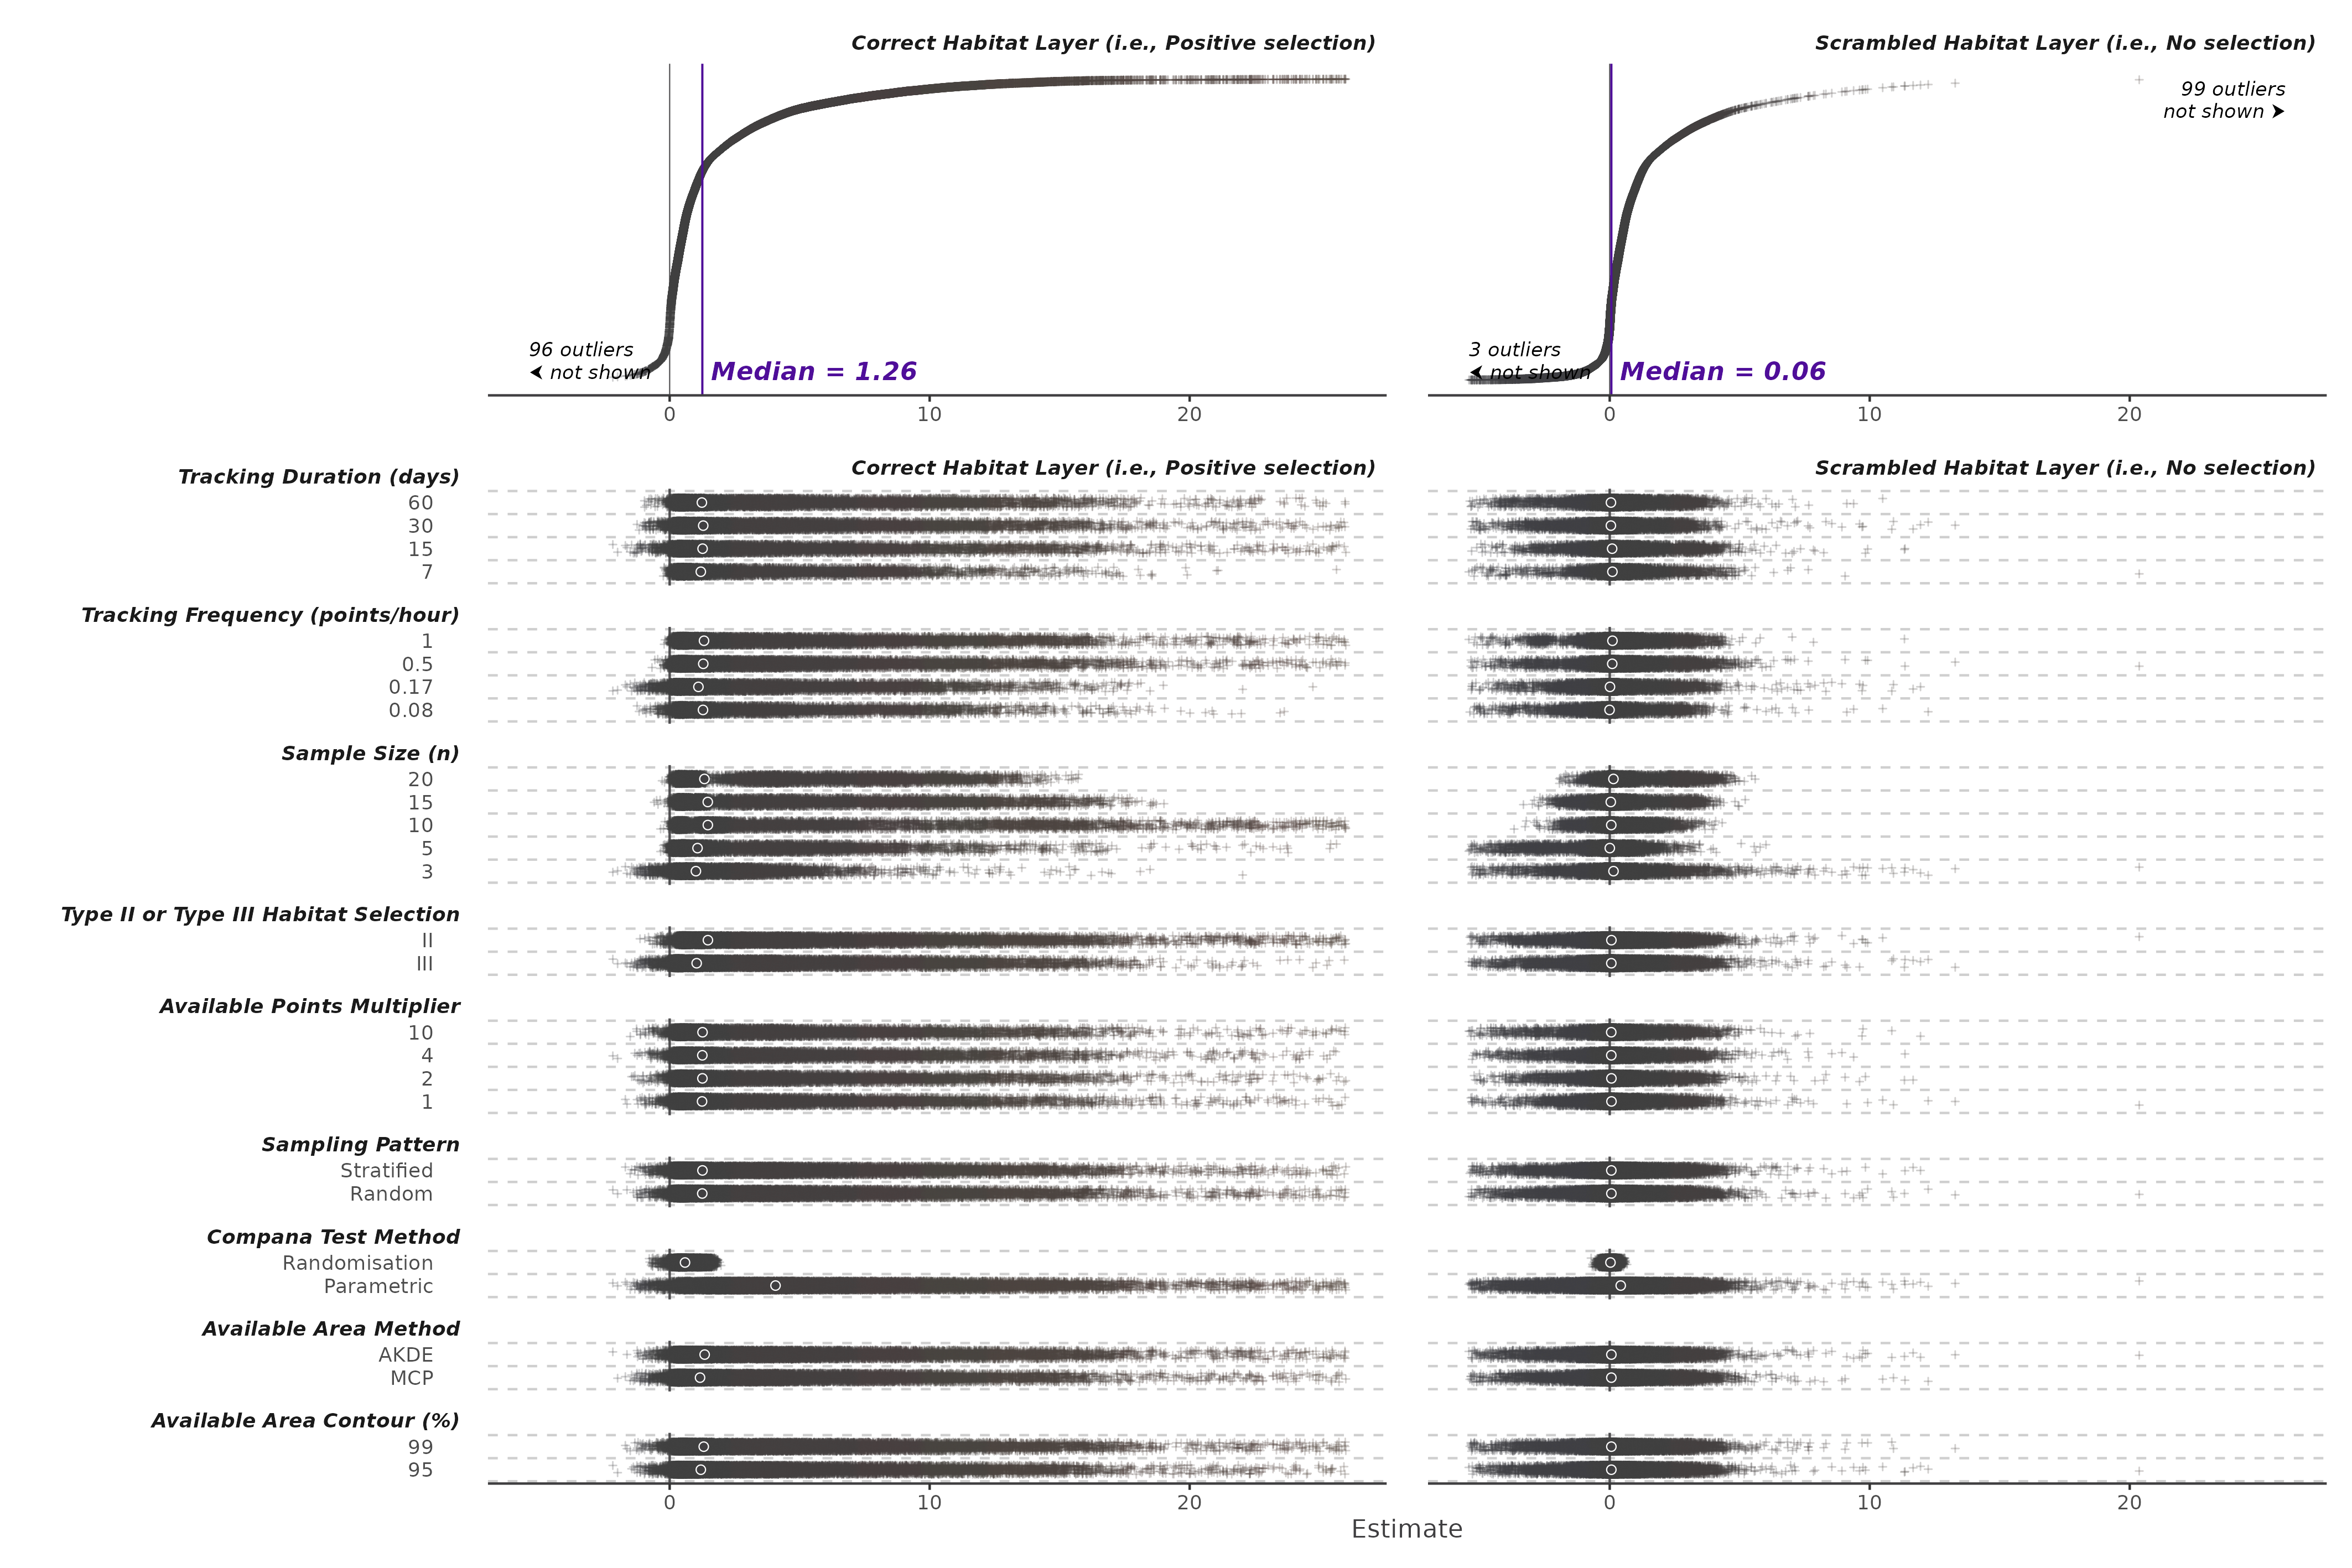 Correct Habitat Layer (i.e., Positive selection)
Scrambled Habitat Layer (i.e., No selection)
99 outliers
not shown ➤
96 outliers
⮜ not shown
Median = 1.26
3 outliers
⮜ not shown
Median = 0.06
0 10 20
0 10 20
Correct Habitat Layer (i.e., Positive selection)
Scrambled Habitat Layer (i.e., No selection)
Tracking Duration (days)
60
30
15
7
Tracking Frequency (points/hour)
1
0.5
0.17
0.08
Sample Size (n)
20
15
10
5
3
Type II or Type III Habitat Selection
II
III
Available Points Multiplier
10
4
2
1
Sampling Pattern
Stratified
Random
Compana Test Method
Randomisation
Parametric
Available Area Method
AKDE
MCP
Available Area Contour (%)
99
95
0 10 20
0 10 20
Estimate